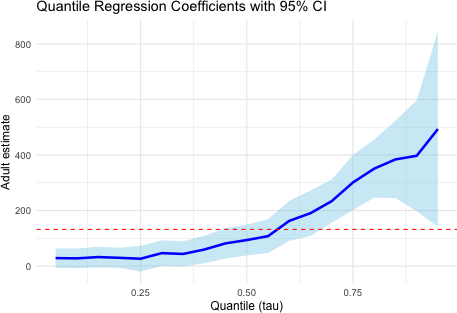 Quantile Regression Coefficients with 95% CI
800
600
400
200
0
Adult estimate
0.25
0.50
0.75
Quantile (tau)